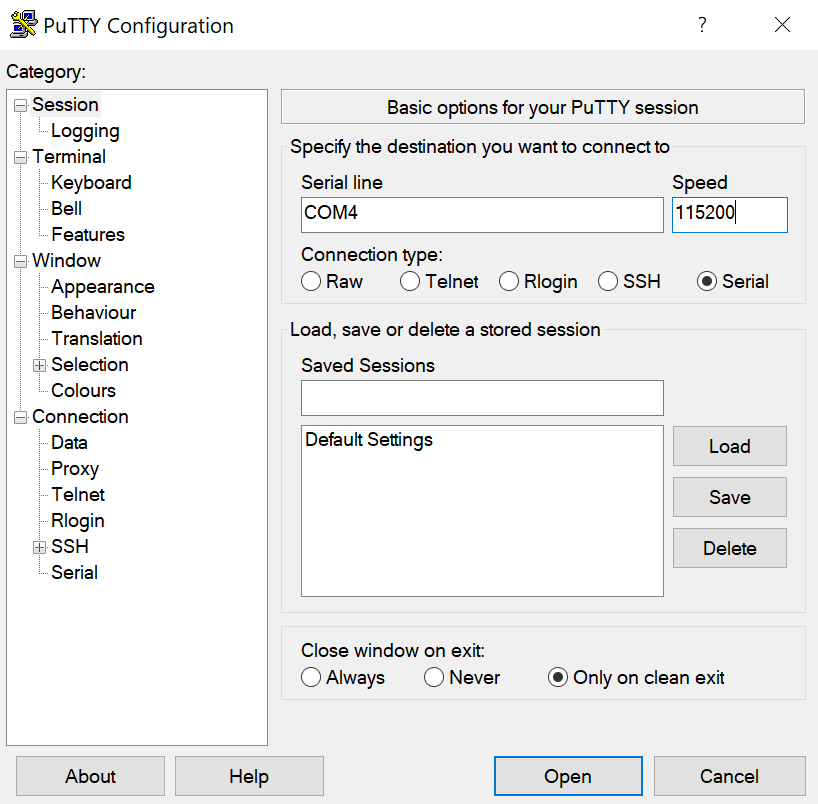 PuTTY Configuration
?
Category:
Session
Logging
Terminal
Keyboard
Bell
Features
Window
Appearance
Behaviour
Translation
Selection
Colours
Connection
Data
Proxy
Telnet
Rlogin
SSH
Serial
Basic options for your PuTTY session
Specify the destination you want to connect to
Serial line Speed
COM4 115200
Connection type:
Raw Telnet Rlogin SSH Serial
Load, save or delete a stored session
Saved Sessions
Default Settings
Load
Save
Delete
Close window on exit:
Always Never Only on clean exit
About Help Open Cancel